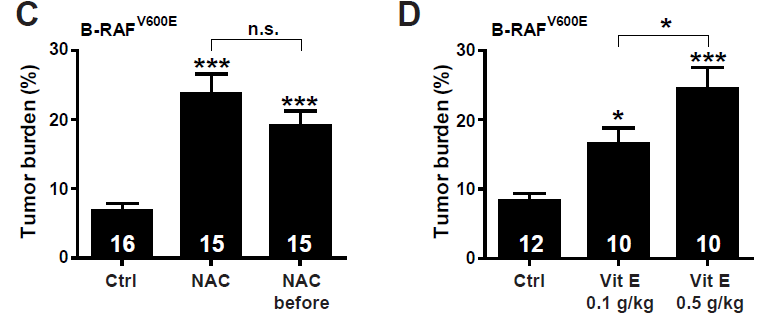 C
B-RAFV600E
n.s.
Tumor burden (%)
30
20
10
0
***
***
16
15
15
Ctrl
NAC
NAC
before
D
B-RAFV600E
*
Tumor burden (%)
30
20
10
0
*
***
12
10
10
Ctrl
Vit E
0.1 g/kg
Vit E
0.5 g/kg